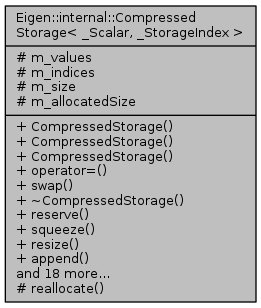 Eigen::internal::Compressed
Storage< _Scalar, _StorageIndex >
# m_values
# m_indices
# m_size
# m_allocatedSize
+ CompressedStorage()
+ CompressedStorage()
+ CompressedStorage()
+ operator=()
+ swap()
+ ~CompressedStorage()
+ reserve()
+ squeeze()
+ resize()
+ append()
and 18 more...
# reallocate()